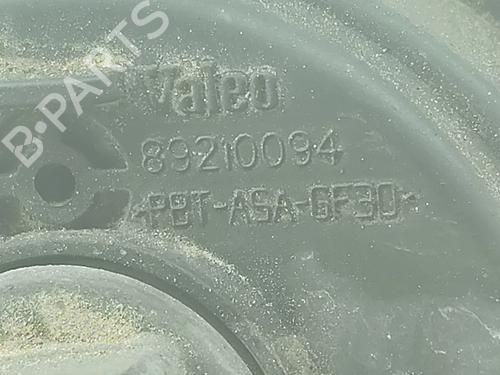 B-PARTS
Valeo
89210094
>PBT-ASA-GF30<